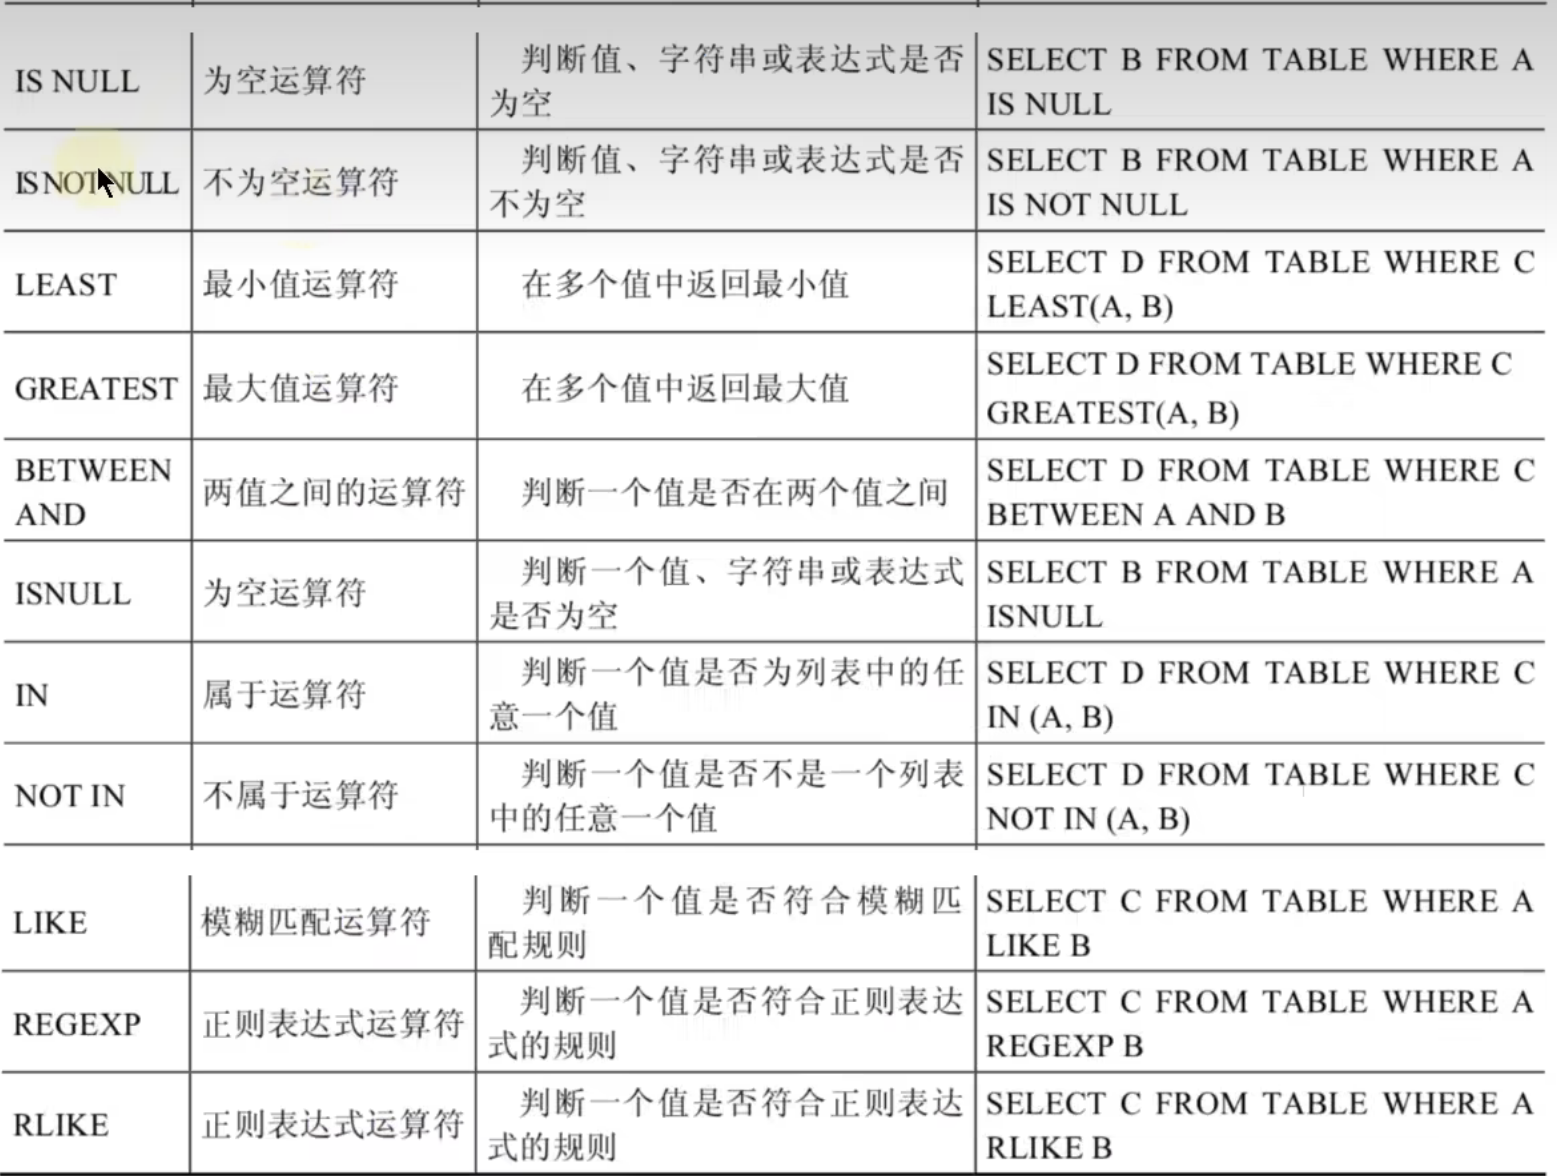 IS NULL
为空运算符
判断值、字符串或表达式是否
为空
SELECT B FROM TABLE WHERE A
IS NULL
IS NOT NULL
不为空运算符
判断值、字符串或表达式是否
不为空
SELECT B FROM TABLE WHERE A
IS NOT NULL
LEAST
最小值运算符
在多个值中返回最小值
SELECT D FROM TABLE WHERE C
LEAST(A, B)
GREATEST
最大值运算符
在多个值中返回最大值
SELECT D FROM TABLE WHERE C
GREATEST(A, B)
BETWEEN
AND
两值之间的运算符
判断一个值是否在两个值之间
SELECT D FROM TABLE WHERE C
BETWEEN A AND B
ISNULL
为空运算符
判断一个值、字符串或表达式
是否为空
SELECT B FROM TABLE WHERE A
ISNULL
IN
属于运算符
判断一个值是否为列表中的任
意一个值
SELECT D FROM TABLE WHERE C
IN (A, B)
NOT IN
不属于运算符
判断一个值是否不是一个列表
中的任意一个值
SELECT D FROM TABLE WHERE C
NOT IN (A, B)
LIKE
模糊匹配运算符
判断一个值是否符合模糊匹
配规则
SELECT C FROM TABLE WHERE A
LIKE B
REGEXP
正则表达式运算符
判断一个值是否符合正则表达
式的规则
SELECT C FROM TABLE WHERE A
REGEXP B
RLIKE
正则表达式运算符
判断一个值是否符合正则表达
式的规则
SELECT C FROM TABLE WHERE A
RLIKE B